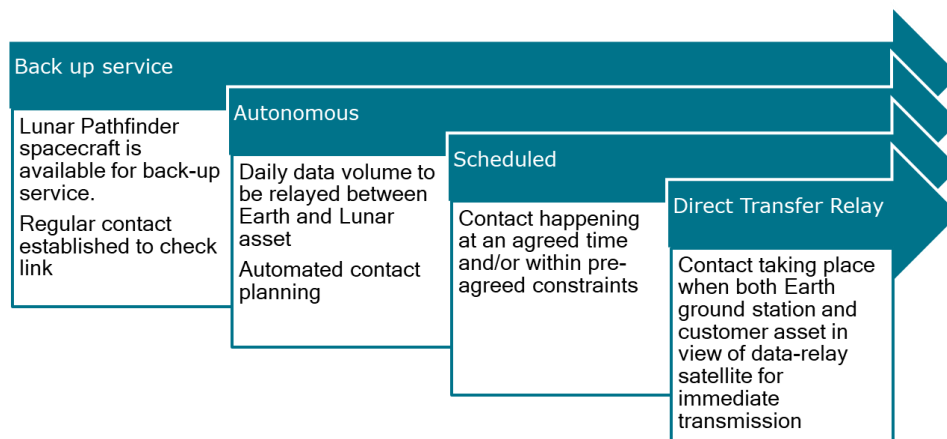 Back up service
Lunar Pathfinder
spacecraft is
available for back-up
service.
Regular contact
established to check
link
Autonomous
Daily data volume to
be relayed between
Earth and Lunar
asset
Automated contact
planning
Scheduled
Contact happening
at an agreed time
and/or within pre-
agreed constraints
Direct Transfer Relay
Contact taking place
when both Earth
ground station and
customer asset in
view of data-relay
satellite for
immediate
transmission